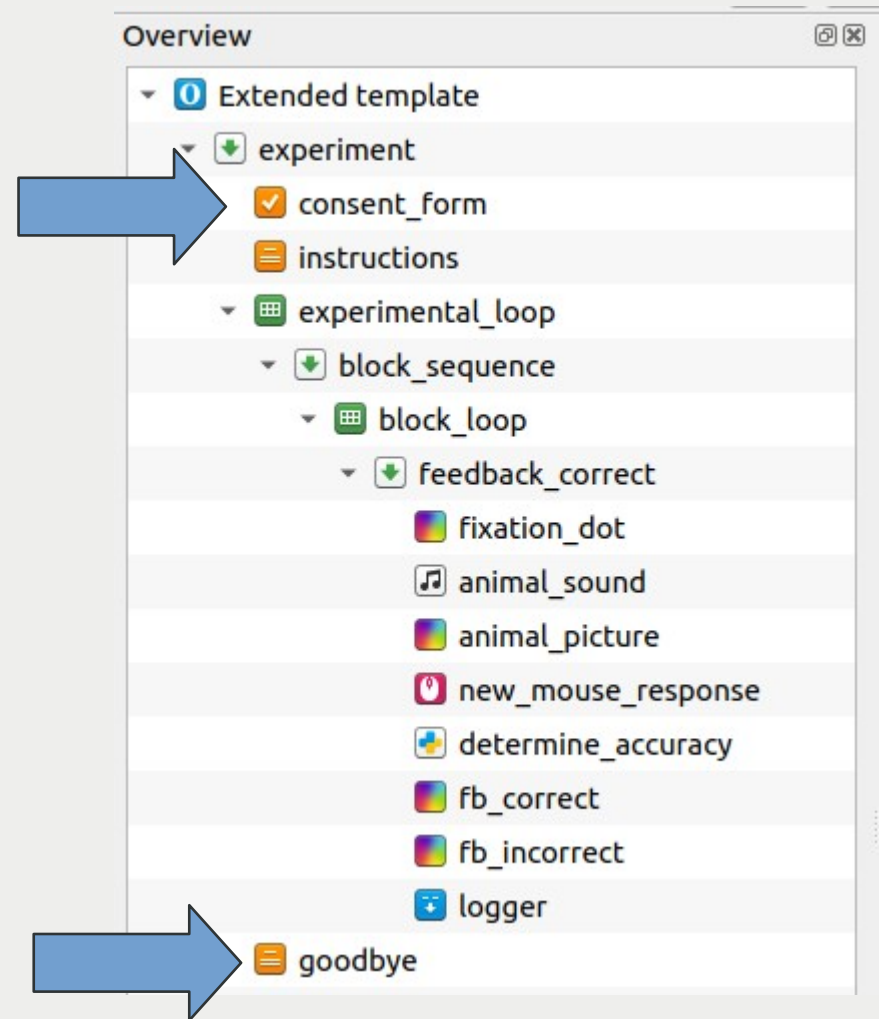 Overview
Extended template
experiment
consent_form
instructions
experimental_loop
block_sequence
block_loop
feedback_correct
fixation_dot
animal_sound
animal_picture
new_mouse_response
determine_accuracy
fb_correct
fb_incorrect
logger
goodbye